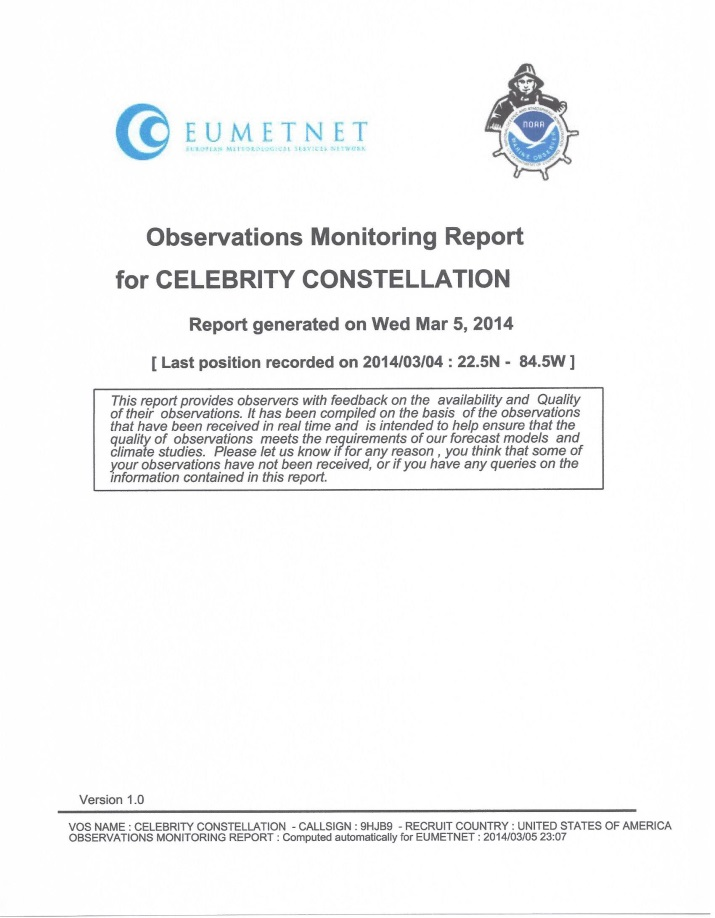 EUMETNET
EUROPEAN METEOROLOGICAL SERVICES NETWORK
NOAA
MARINE OBSERVER
Observations Monitoring Report
for CELEBRITY CONSTELLATION
Report generated on Wed Mar 5, 2014
[ Last position recorded on 2014/03/04 : 22.5N - 84.5W ]
This report provides observers with feedback on the availability and Quality
of their observations. It has been compiled on the basis of the observations
that have been received in real time and is intended to help ensure that the
quality of observations meets the requirements of our forecast models and
climate studies. Please let us know if for any reason , you think that some of
your observations have not been received, or if you have any queries on the
information contained in this report.
Version 1.0
VOS NAME : CELEBRITY CONSTELLATION - CALLSIGN : 9HJB9 - RECRUIT COUNTRY : UNITED STATES OF AMERICA
OBSERVATIONS MONITORING REPORT : Computed automatically for EUMETNET : 2014/03/05 23:07